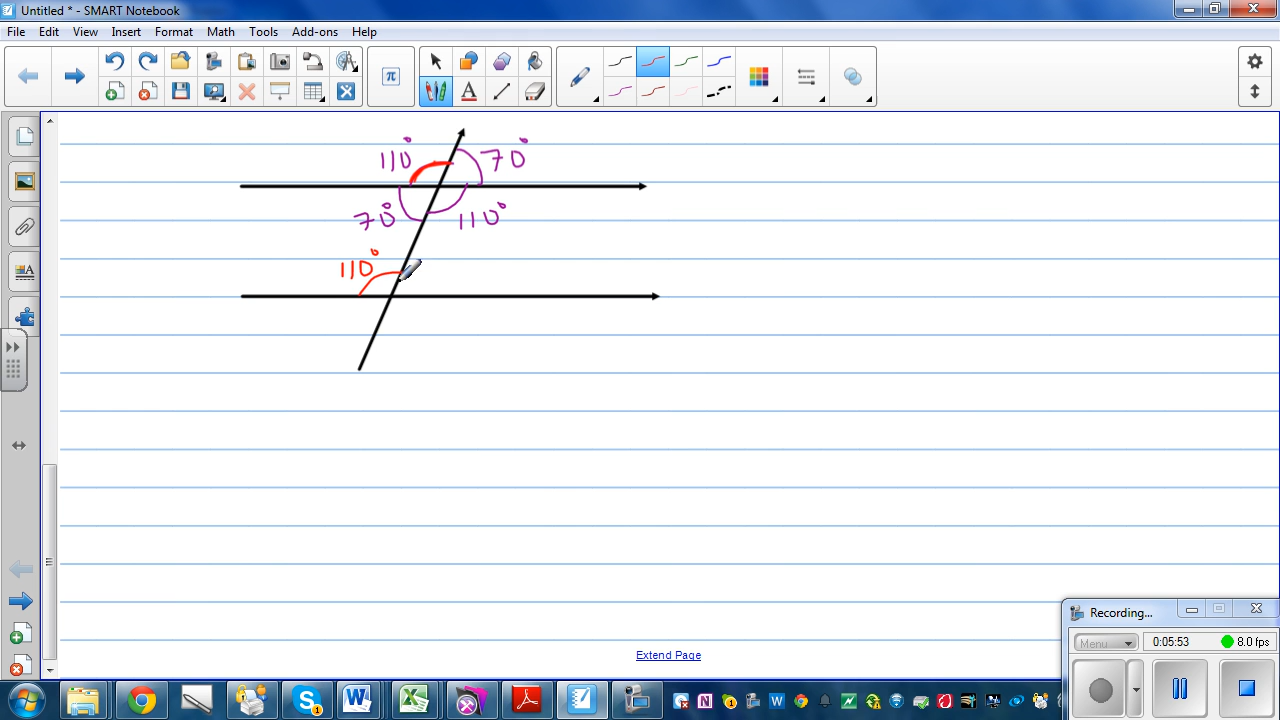 Untitled * - SMART Notebook
File Edit View Insert Format Math Tools Add-ons Help
π
A
110° 70°
70° 110°
110°
Extend Page
Recording...
Menu 0:05:53 8.0 fps